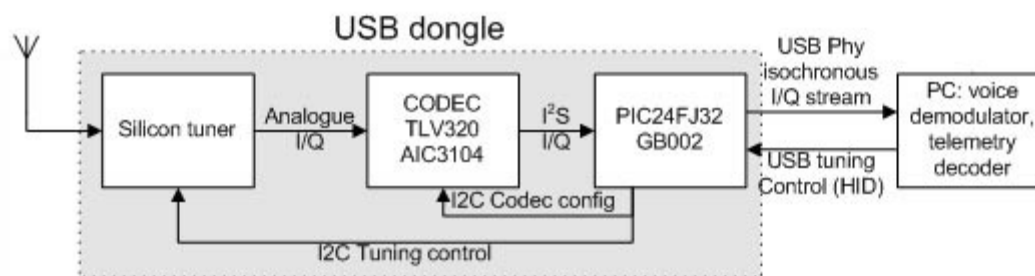 USB dongle
Silicon tuner
Analogue
I/Q
CODEC
TLV320
AIC3104
I²S
I/Q
PIC24FJ32
GB002
USB Phy
isochronous
I/Q stream
USB tuning
Control (HID)
PC: voice
demodulator,
telemetry
decoder
I2C Codec config
I2C Tuning control